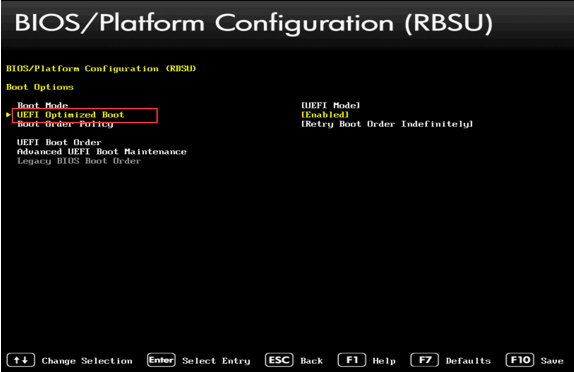 BIOS/Platform Configuration (RBSU)
BIOS/Platform Configuration (RBSU)
Boot Options
Boot Mode [UEFI Mode]
UEFI Optimized Boot [Enabled]
Boot Order Policy [Retry Boot Order Indefinitely]
UEFI Boot Order
Advanced UEFI Boot Maintenance
Legacy BIOS Boot Order
↑↓ Change Selection Enter Select Entry ESC Back F1 Help F7 Defaults F10 Save